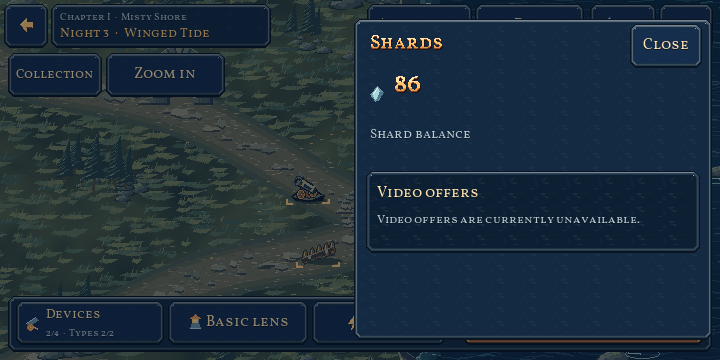 Chapter I · Misty Shore
Night 3 · Winged Tide
Collection
Zoom in
Shards
Close
86
Shard balance
Video offers
Video offers are currently unavailable.
Devices
2/4 · Types 2/2
Basic lens